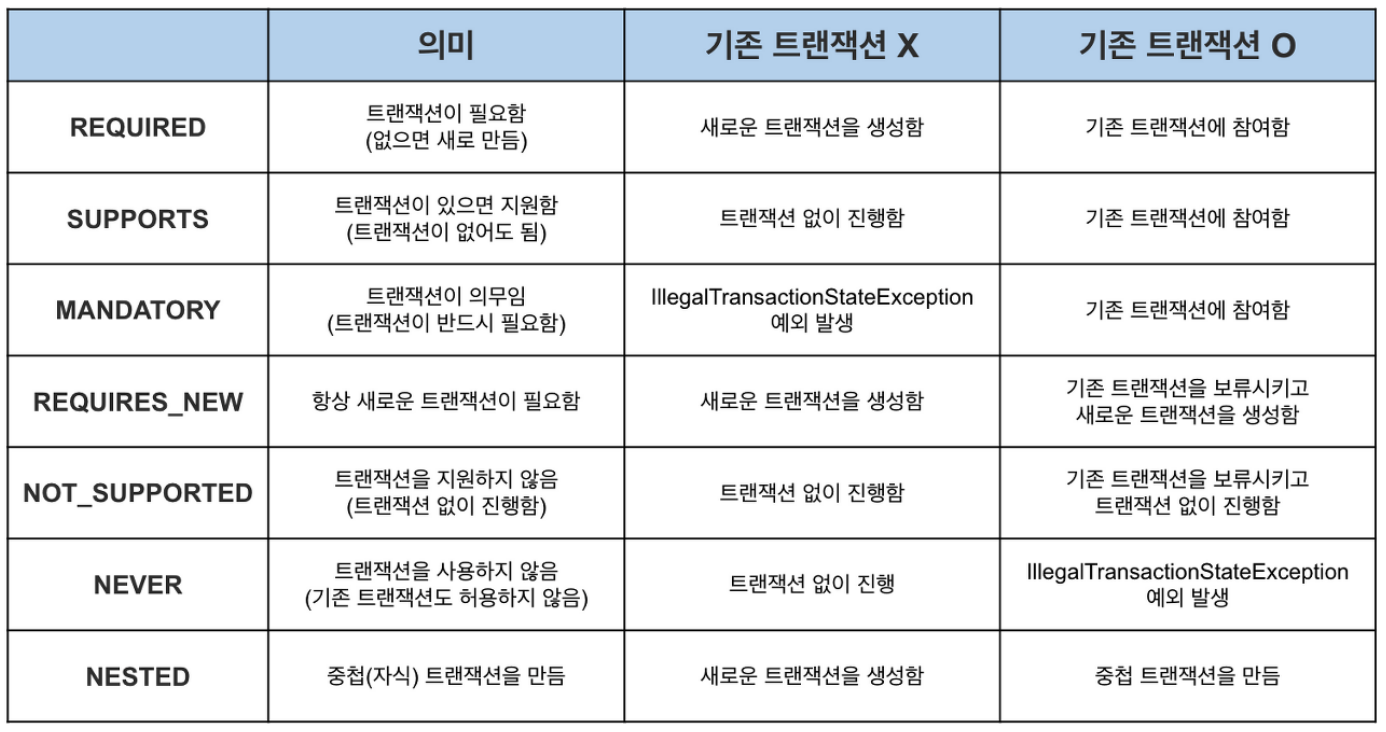 의미
기존 트랜잭션 X
기존 트랜잭션 O
REQUIRED
트랜잭션이 필요함
(없으면 새로 만듬)
새로운 트랜잭션을 생성함
기존 트랜잭션에 참여함
SUPPORTS
트랜잭션이 있으면 지원함
(트랜잭션이 없어도 됨)
트랜잭션 없이 진행함
기존 트랜잭션에 참여함
MANDATORY
트랜잭션이 의무임
(트랜잭션이 반드시 필요함)
IllegalTransactionStateException
예외 발생
기존 트랜잭션에 참여함
REQUIRES_NEW
항상 새로운 트랜잭션이 필요함
새로운 트랜잭션을 생성함
기존 트랜잭션을 보류시키고
새로운 트랜잭션을 생성함
NOT_SUPPORTED
트랜잭션을 지원하지 않음
(트랜잭션 없이 진행함)
트랜잭션 없이 진행함
기존 트랜잭션을 보류시키고
트랜잭션 없이 진행함
NEVER
트랜잭션을 사용하지 않음
(기존 트랜잭션도 허용하지 않음)
트랜잭션 없이 진행
IllegalTransactionStateException
예외 발생
NESTED
중첩(자식) 트랜잭션을 만듬
새로운 트랜잭션을 생성함
중첩 트랜잭션을 만듬